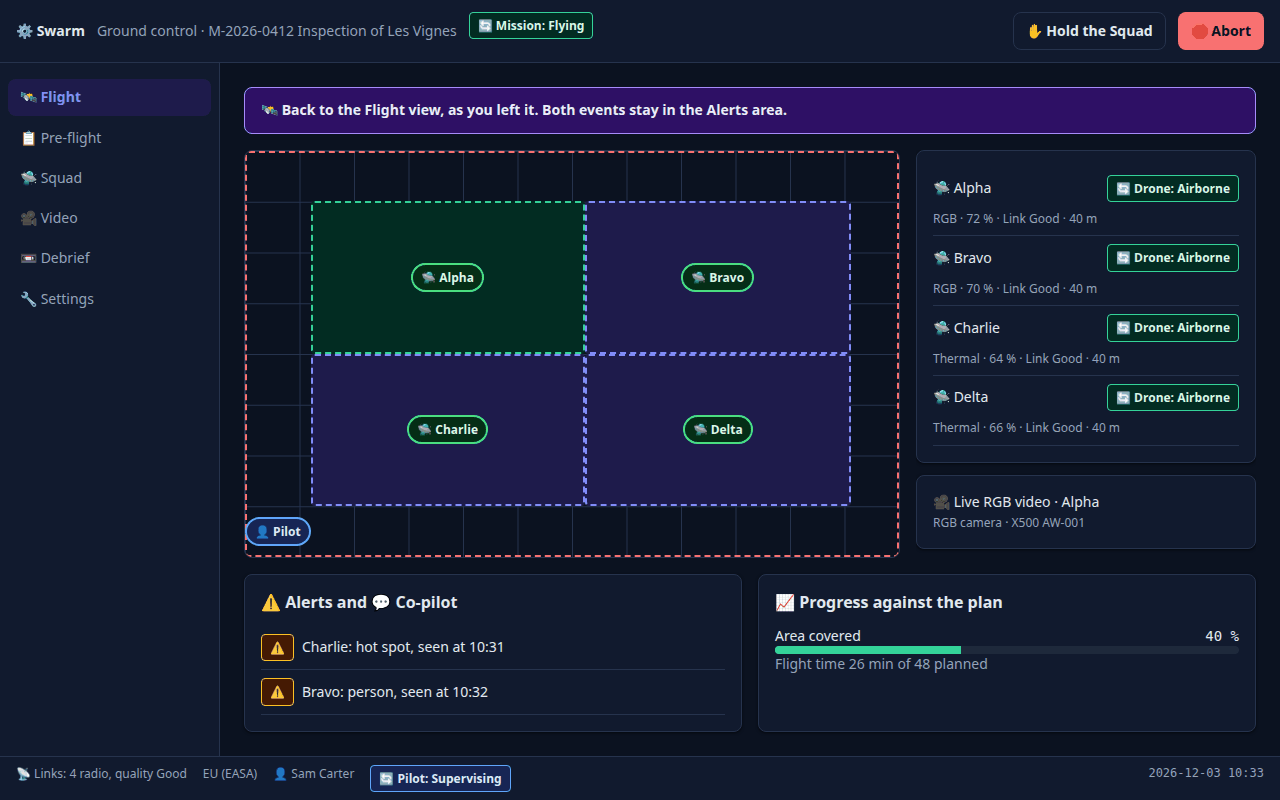 ⚙️ Swarm Ground control · M-2026-0412 Inspection of Les Vignes 🔄 Mission: Flying ✋ Hold the Squad 🛑 Abort
🛰️ Flight
📋 Pre-flight
🛸 Squad
🎥 Video
📼 Debrief
🔧 Settings
🛰️ Back to the Flight view, as you left it. Both events stay in the Alerts area.
🛸 Alpha
🛸 Bravo
🛸 Charlie
🛸 Delta
👤 Pilot
🛸 Alpha 🔄 Drone: Airborne
RGB · 72 % · Link Good · 40 m
🛸 Bravo 🔄 Drone: Airborne
RGB · 70 % · Link Good · 40 m
🛸 Charlie 🔄 Drone: Airborne
Thermal · 64 % · Link Good · 40 m
🛸 Delta 🔄 Drone: Airborne
Thermal · 66 % · Link Good · 40 m
🎥 Live RGB video · Alpha
RGB camera · X500 AW-001
⚠️ Alerts and 💬 Co-pilot
⚠️ Charlie: hot spot, seen at 10:31
⚠️ Bravo: person, seen at 10:32
📈 Progress against the plan
Area covered 40 %
Flight time 26 min of 48 planned
📡 Links: 4 radio, quality Good EU (EASA) 👤 Sam Carter 🔄 Pilot: Supervising 2026-12-03 10:33